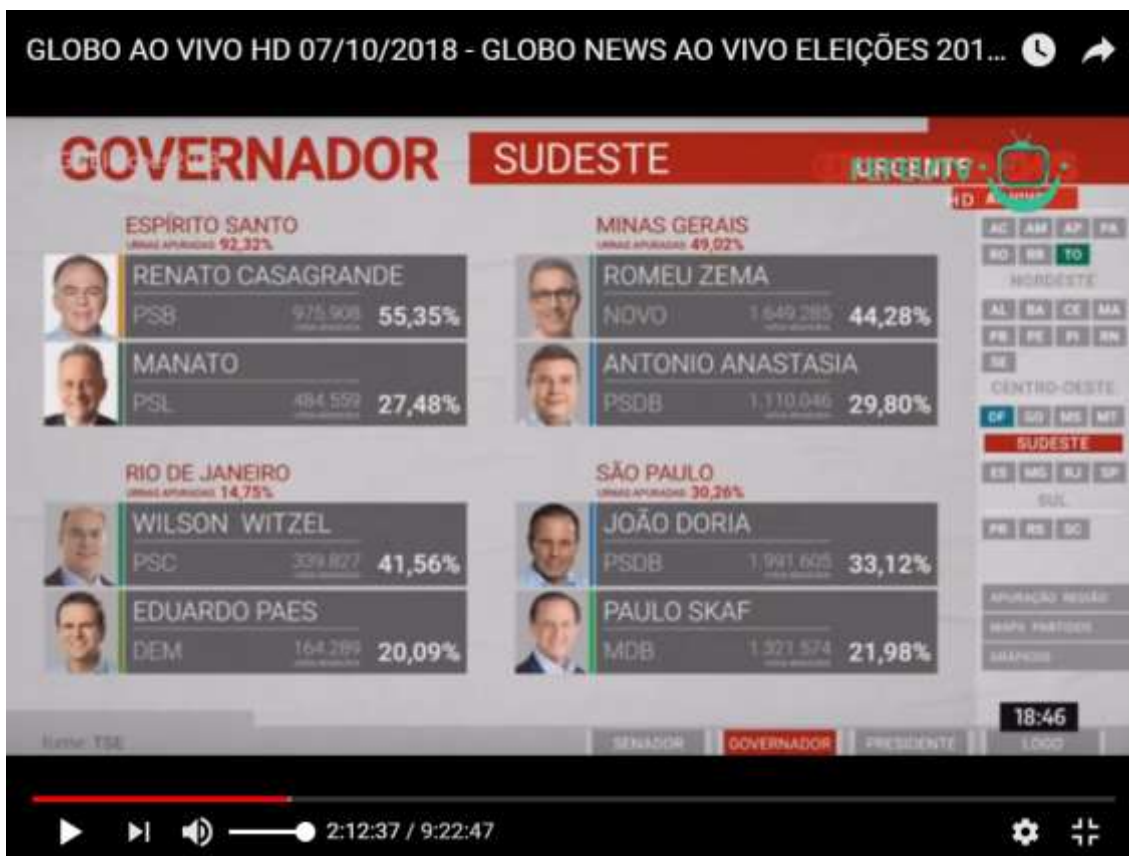 GLOBO AO VIVO HD 07/10/2018 - GLOBO NEWS AO VIVO ELEIÇÕES 201...
GOVERNADOR SUDESTE
URGENTE
HD
ESPÍRITO SANTO
URNAS APURADAS 92,32%
RENATO CASAGRANDE
PSB 975.908 55,35%
MANATO
PSL 484.559 27,48%
MINAS GERAIS
URNAS APURADAS 49,02%
ROMEU ZEMA
NOVO 1.649.285 44,28%
ANTONIO ANASTASIA
PSDB 1.110.046 29,80%
RIO DE JANEIRO
URNAS APURADAS 14,75%
WILSON WITZEL
PSC 339.827 41,56%
EDUARDO PAES
DEM 164.289 20,09%
SÃO PAULO
URNAS APURADAS 30,26%
JOÃO DORIA
PSDB 1.991.605 33,12%
PAULO SKAF
MDB 1.321.574 21,98%
AC AM AP PA
RO RR TO
NORDESTE
AL BA CE MA
PB PE PI RN
SE
CENTRO-OESTE
DF GO MS MT
SUDESTE
ES MG RJ SP
SUL
PR RS SC
APURAÇÃO REGIÃO
MAPA PARTIDOS
18:46
fonte: TSE
SENADOR GOVERNADOR PRESIDENTE LOGO
2:12:37 / 9:22:47